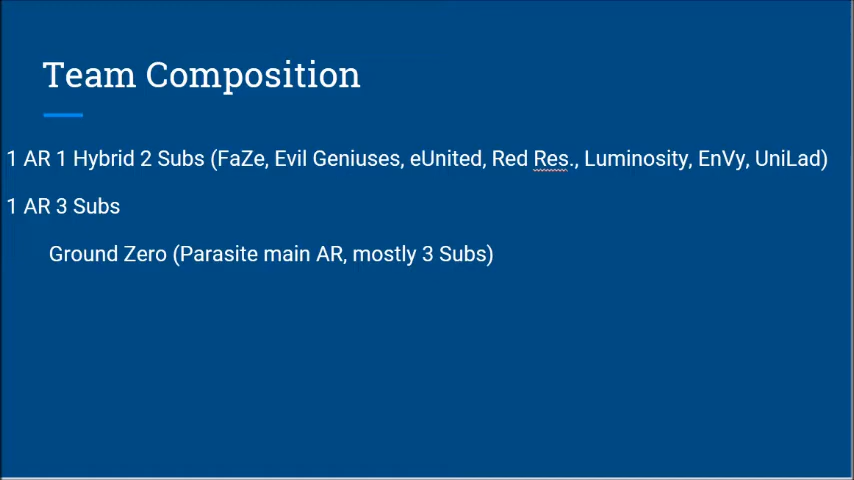 Team Composition
1 AR 1 Hybrid 2 Subs (FaZe, Evil Geniuses, eUnited, Red Res., Luminosity, EnVy, UniLad)
1 AR 3 Subs
Ground Zero (Parasite main AR, mostly 3 Subs)